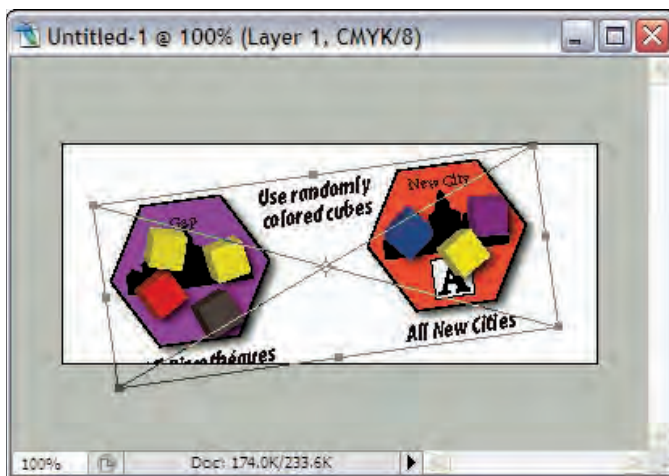 Untitled-1 @ 100% (Layer 1, CMYK/8)
Use randomly
colored cubes
Gap
New City
A
All New Cities
100%
Doc: 174.0K/233.6K